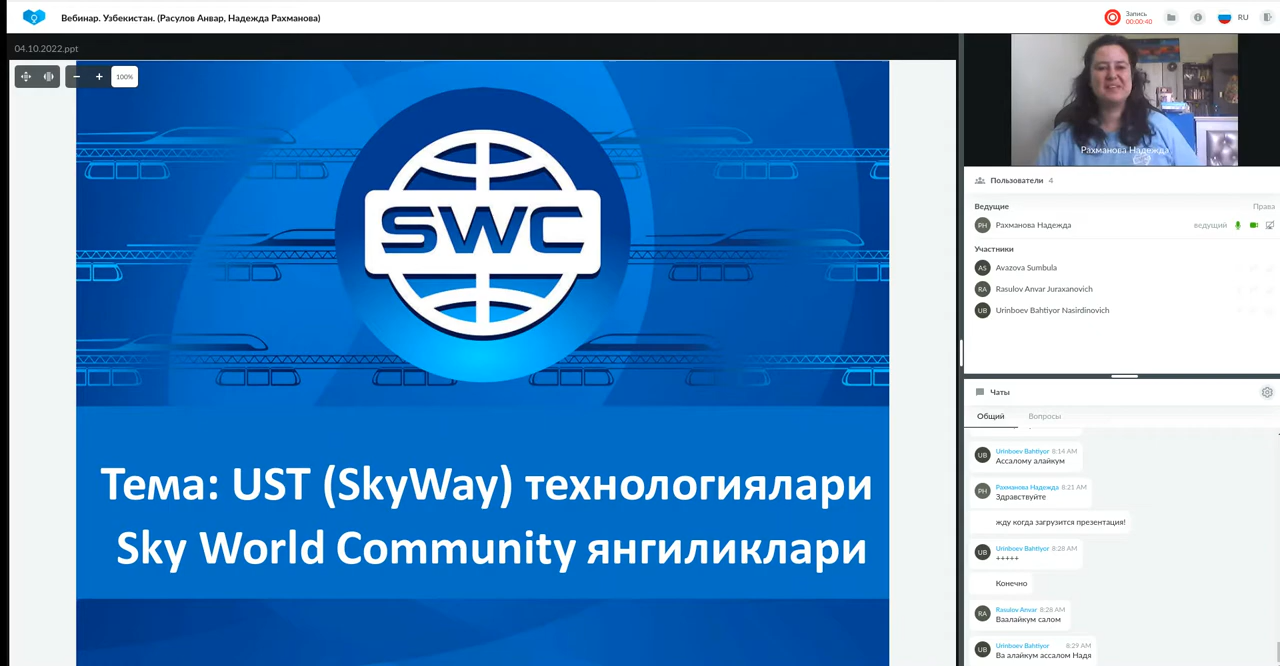 Вебинар. Узбекистан. (Расулов Анвар, Надежда Рахманова)
Запись
00:00:40
RU
04.10.2022.ppt
100%
SWC
Тема: UST (SkyWay) технологиялари
Sky World Community янгиликлари
Рахманова Надежда
Пользователи 4
Ведущие Права
РН Рахманова Надежда ведущий
Участники
AS Avazova Sumbula
RA Rasulov Anvar Juraxanovich
UB Urinboev Bahtiyor Nasirdinovich
Чаты
Общий Вопросы
UB Urinboev Bahtiyor 8:14 AM
Ассалому алайкум
РН Рахманова Надежда 8:21 AM
Здравствуйте
жду когда загрузится презентация!
UB Urinboev Bahtiyor 8:28 AM
+++++
Конечно
RA Rasulov Anvar 8:28 AM
Ваалайкум салом
UB Urinboev Bahtiyor 8:29 AM
Ва алайкум ассалом Надя